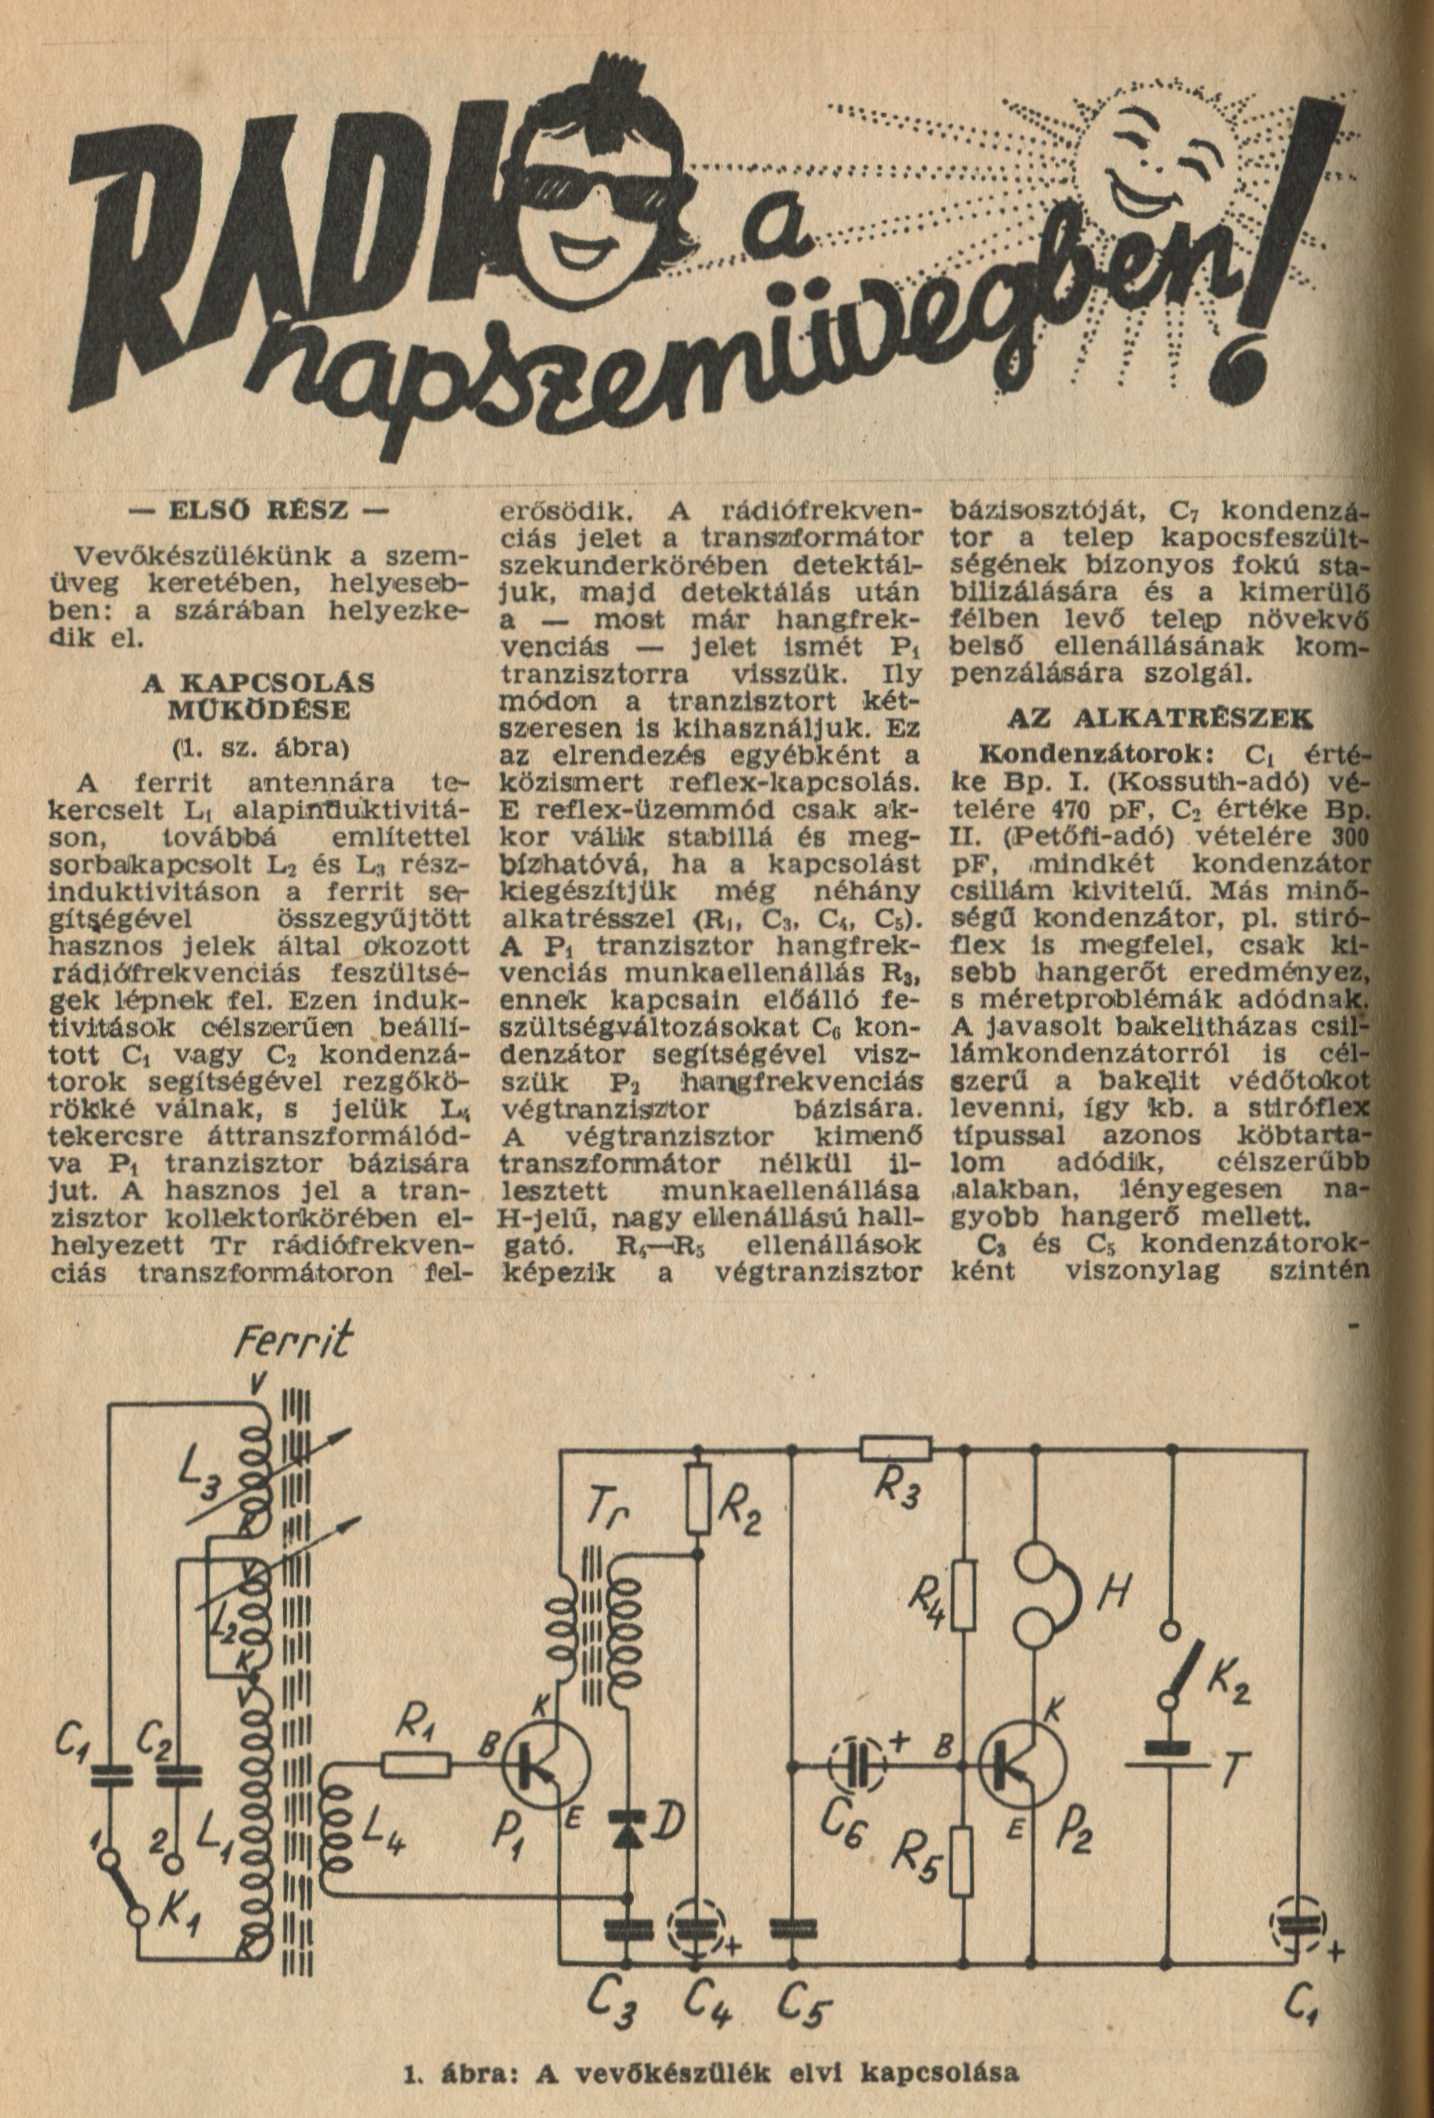 RÁDIÓ a
napszemüvegben!
— ELSŐ RÉSZ —
Vevőkészülékünk a szem-
üveg keretében, helyeseb-
ben: a szárában helyezke-
dik el.
A KAPCSOLÁS
MŰKÖDÉSE
(1. sz. ábra)
A ferrit antennára te-
kercselt L₁ alapinduktivitá-
son, továbbá említettel
sorbakapcsolt L₂ és L₃ rész-
induktivitáson a ferrit se-
gítségével összegyűjtött
hasznos jelek által okozott
rádiófrekvenciás feszültsé-
gek lépnek fel. Ezen induk-
tivitások célszerűen beállí-
tott C₁ vagy C₂ kondenzá-
torok segítségével rezgőkö-
rökké válnak, s jelük L₄
tekercsre áttranszformálód-
va P₁ tranzisztor bázisára
jut. A hasznos jel a tran-
zisztor kollektorkörében el-
helyezett Tr rádiófrekven-
ciás transzformátoron fel-
erősödik. A rádiófrekven-
ciás jelet a transzformátor
szekunderkörében detektál-
juk, majd detektálás után
a — most már hangfrek-
venciás — jelet ismét P₁
tranzisztorra visszük. Ily
módon a tranzisztort két-
szeresen is kihasználjuk. Ez
az elrendezés egyébként a
közismert reflex-kapcsolás.
E reflex-üzemmód csak ak-
kor válik stabillá és meg-
bízhatóvá, ha a kapcsolást
kiegészítjük még néhány
alkatrésszel (R₁, C₃, C₄, C₅).
A P₁ tranzisztor hangfrek-
venciás munkaellenállás R₃,
ennek kapcsain előálló fe-
szültségváltozásokat C₆ kon-
denzátor segítségével visz-
szük P₂ hangfrekvenciás
végtranzisztor bázisára.
A végtranzisztor kimenő
transzformátor nélkül il-
lesztett munkaellenállása
H-jelű, nagy ellenállású hall-
gató. R₄—R₅ ellenállások
képezik a végtranzisztor
bázisosztóját, C₇ kondenzá-
tor a telep kapocsfeszült-
ségének bizonyos fokú sta-
bilizálására és a kimerülő
félben levő telep növekvő
belső ellenállásának kom-
penzálására szolgál.
AZ ALKATRÉSZEK
Kondenzátorok: C₁ érté-
ke Bp. I. (Kossuth-adó) vé-
telére 470 pF, C₂ értéke Bp.
II. (Petőfi-adó) vételére 300
pF, mindkét kondenzátor
csillám kivitelű. Más minő-
ségű kondenzátor, pl. stiró-
flex is megfelel, csak ki-
sebb hangerőt eredményez,
s méretproblémák adódnak.
A javasolt bakelitházas csil-
lámkondenzátorról is cél-
szerű a bakelit védőtokot
levenni, így kb. a stiróflex
típussal azonos köbtarta-
lom adódik, célszerűbb
alakban, lényegesen na-
gyobb hangerő mellett.
C₃ és C₅ kondenzátorok-
ként viszonylag szintén
Ferrit
V
L₃
K
V
L₂
K
V
C₁
C₂
1
2
L₁
K₁
K
L₄
R₁
B
K
E
P₁
Tr
D
R₂
R₃
R₄
H
K₂
T
C₆
+
B
K
E
P₂
R₅
+
+
C₃
C₄
C₅
C₁
1. ábra: A vevőkészülék elvi kapcsolása